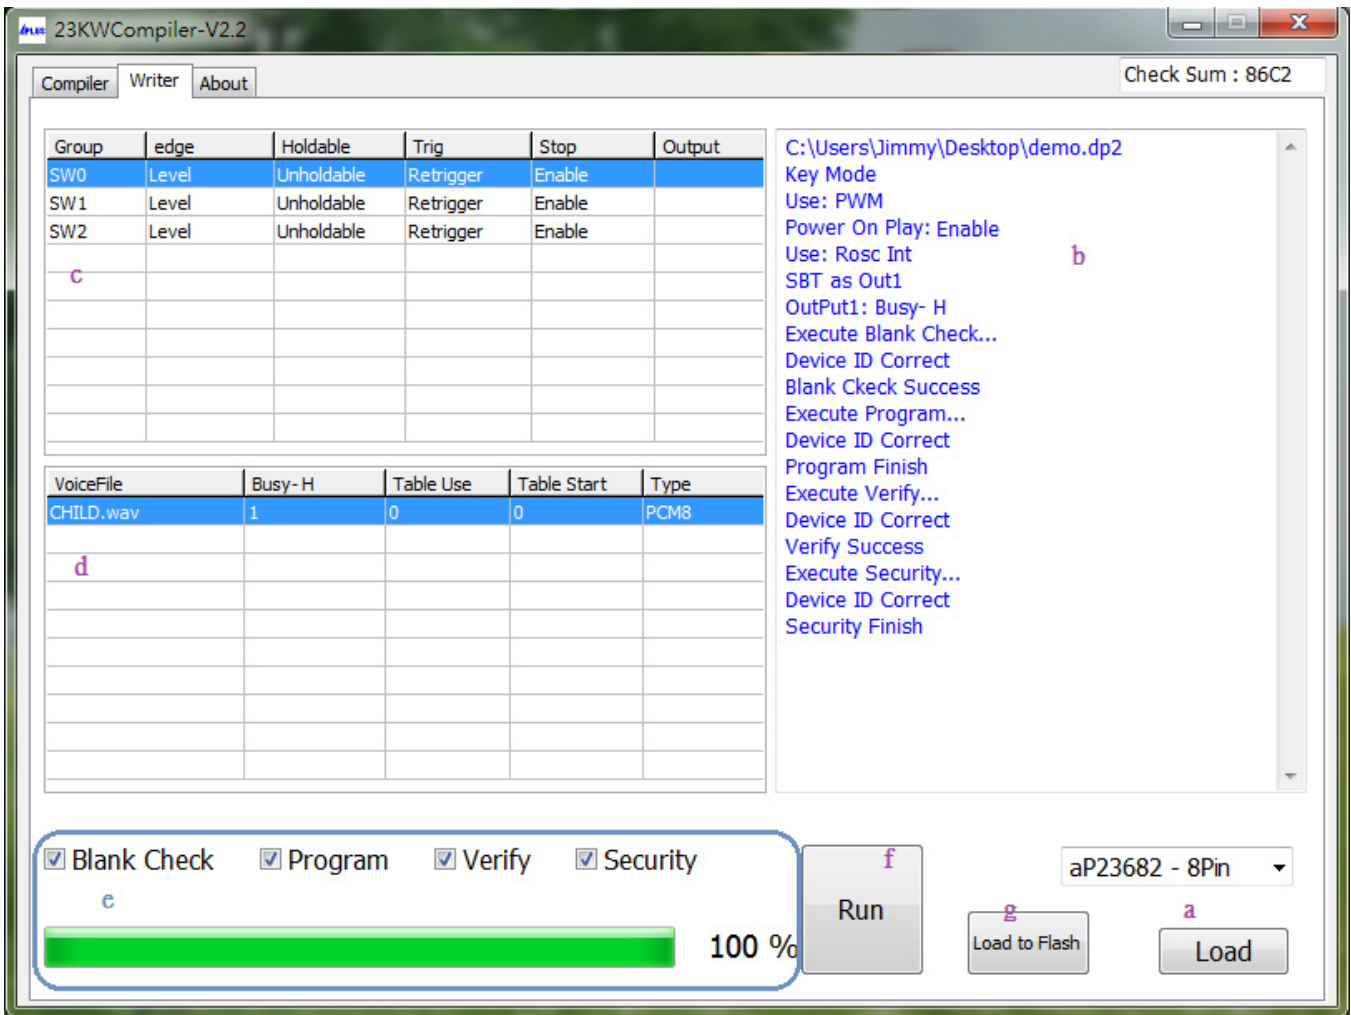 aPLUS 23KWCompiler-V2.2
Compiler Writer About
Check Sum : 86C2
Group edge Holdable Trig Stop Output
SW0 Level Unholdable Retrigger Enable
SW1 Level Unholdable Retrigger Enable
SW2 Level Unholdable Retrigger Enable
c
VoiceFile Busy- H Table Use Table Start Type
CHILD.wav 1 0 0 PCM8
d
C:\Users\Jimmy\Desktop\demo.dp2
Key Mode
Use: PWM
Power On Play: Enable
Use: Rosc Int
b
SBT as Out1
OutPut1: Busy- H
Execute Blank Check...
Device ID Correct
Blank Ckeck Success
Execute Program...
Device ID Correct
Program Finish
Execute Verify...
Device ID Correct
Verify Success
Execute Security...
Device ID Correct
Security Finish
Blank Check Program Verify Security
e
100 %
f
Run
aP23682 - 8Pin
g
Load to Flash
a
Load